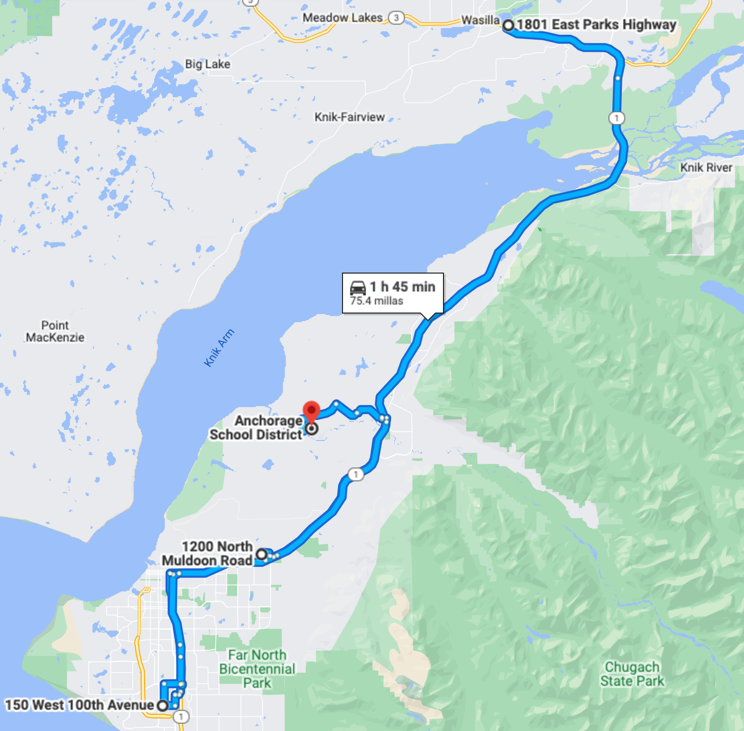 3
Meadow Lakes
3
Wasilla
1801 East Parks Highway
Big Lake
Knik-Fairview
1
Knik River
1 h 45 min
75.4 millas
Point
MacKenzie
Knik Arm
Anchorage
School District
1
1200 North
Muldoon Road
Far North
Bicentennial
Park
Chugach
State Park
150 West 100th Avenue
1